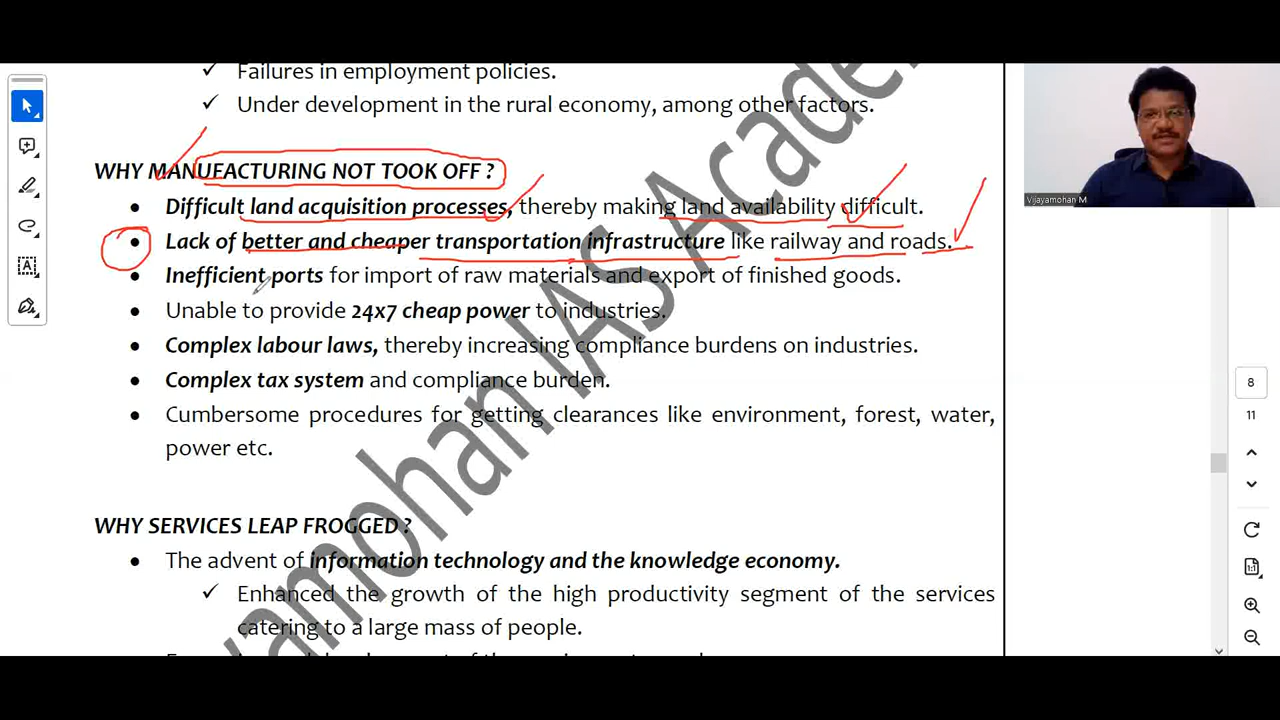 ✓ Failures in employment policies.
✓ Under development in the rural economy, among other factors.
WHY MANUFACTURING NOT TOOK OFF ?
• Difficult land acquisition processes, thereby making land availability difficult.
• Lack of better and cheaper transportation infrastructure like railway and roads.
• Inefficient ports for import of raw materials and export of finished goods.
• Unable to provide 24x7 cheap power to industries.
• Complex labour laws, thereby increasing compliance burdens on industries.
• Complex tax system and compliance burden.
• Cumbersome procedures for getting clearances like environment, forest, water,
power etc.
WHY SERVICES LEAP FROGGED ?
• The advent of information technology and the knowledge economy.
✓ Enhanced the growth of the high productivity segment of the services
catering to a large mass of people.
yamohan IAS Academ
Vijayamohan M
8
11
1:1